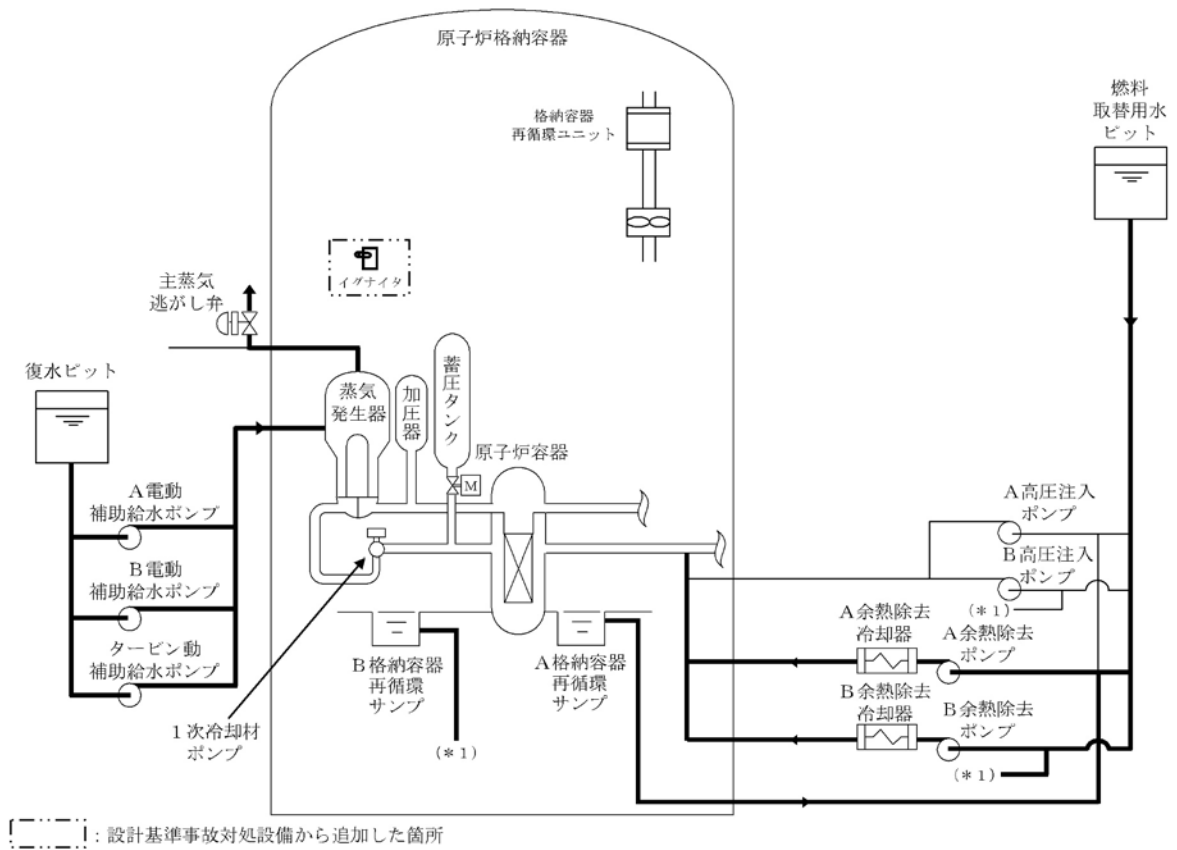 原子炉格納容器
格納容器
再循環ユニット
燃料
取替用水
ピット
イグナイタ
主蒸気
逃がし弁
復水ピット
蒸気
発生器
加圧器
蓄圧タンク
原子炉容器
M
A電動
補助給水ポンプ
B電動
補助給水ポンプ
タービン動
補助給水ポンプ
1次冷却材
ポンプ
B格納容器
再循環
サンプ
(*1)
A格納容器
再循環
サンプ
A高圧注入
ポンプ
B高圧注入
ポンプ
(*1)
A余熱除去
冷却器
A余熱除去
ポンプ
B余熱除去
冷却器
B余熱除去
ポンプ
(*1)
:設計基準事故対処設備から追加した箇所